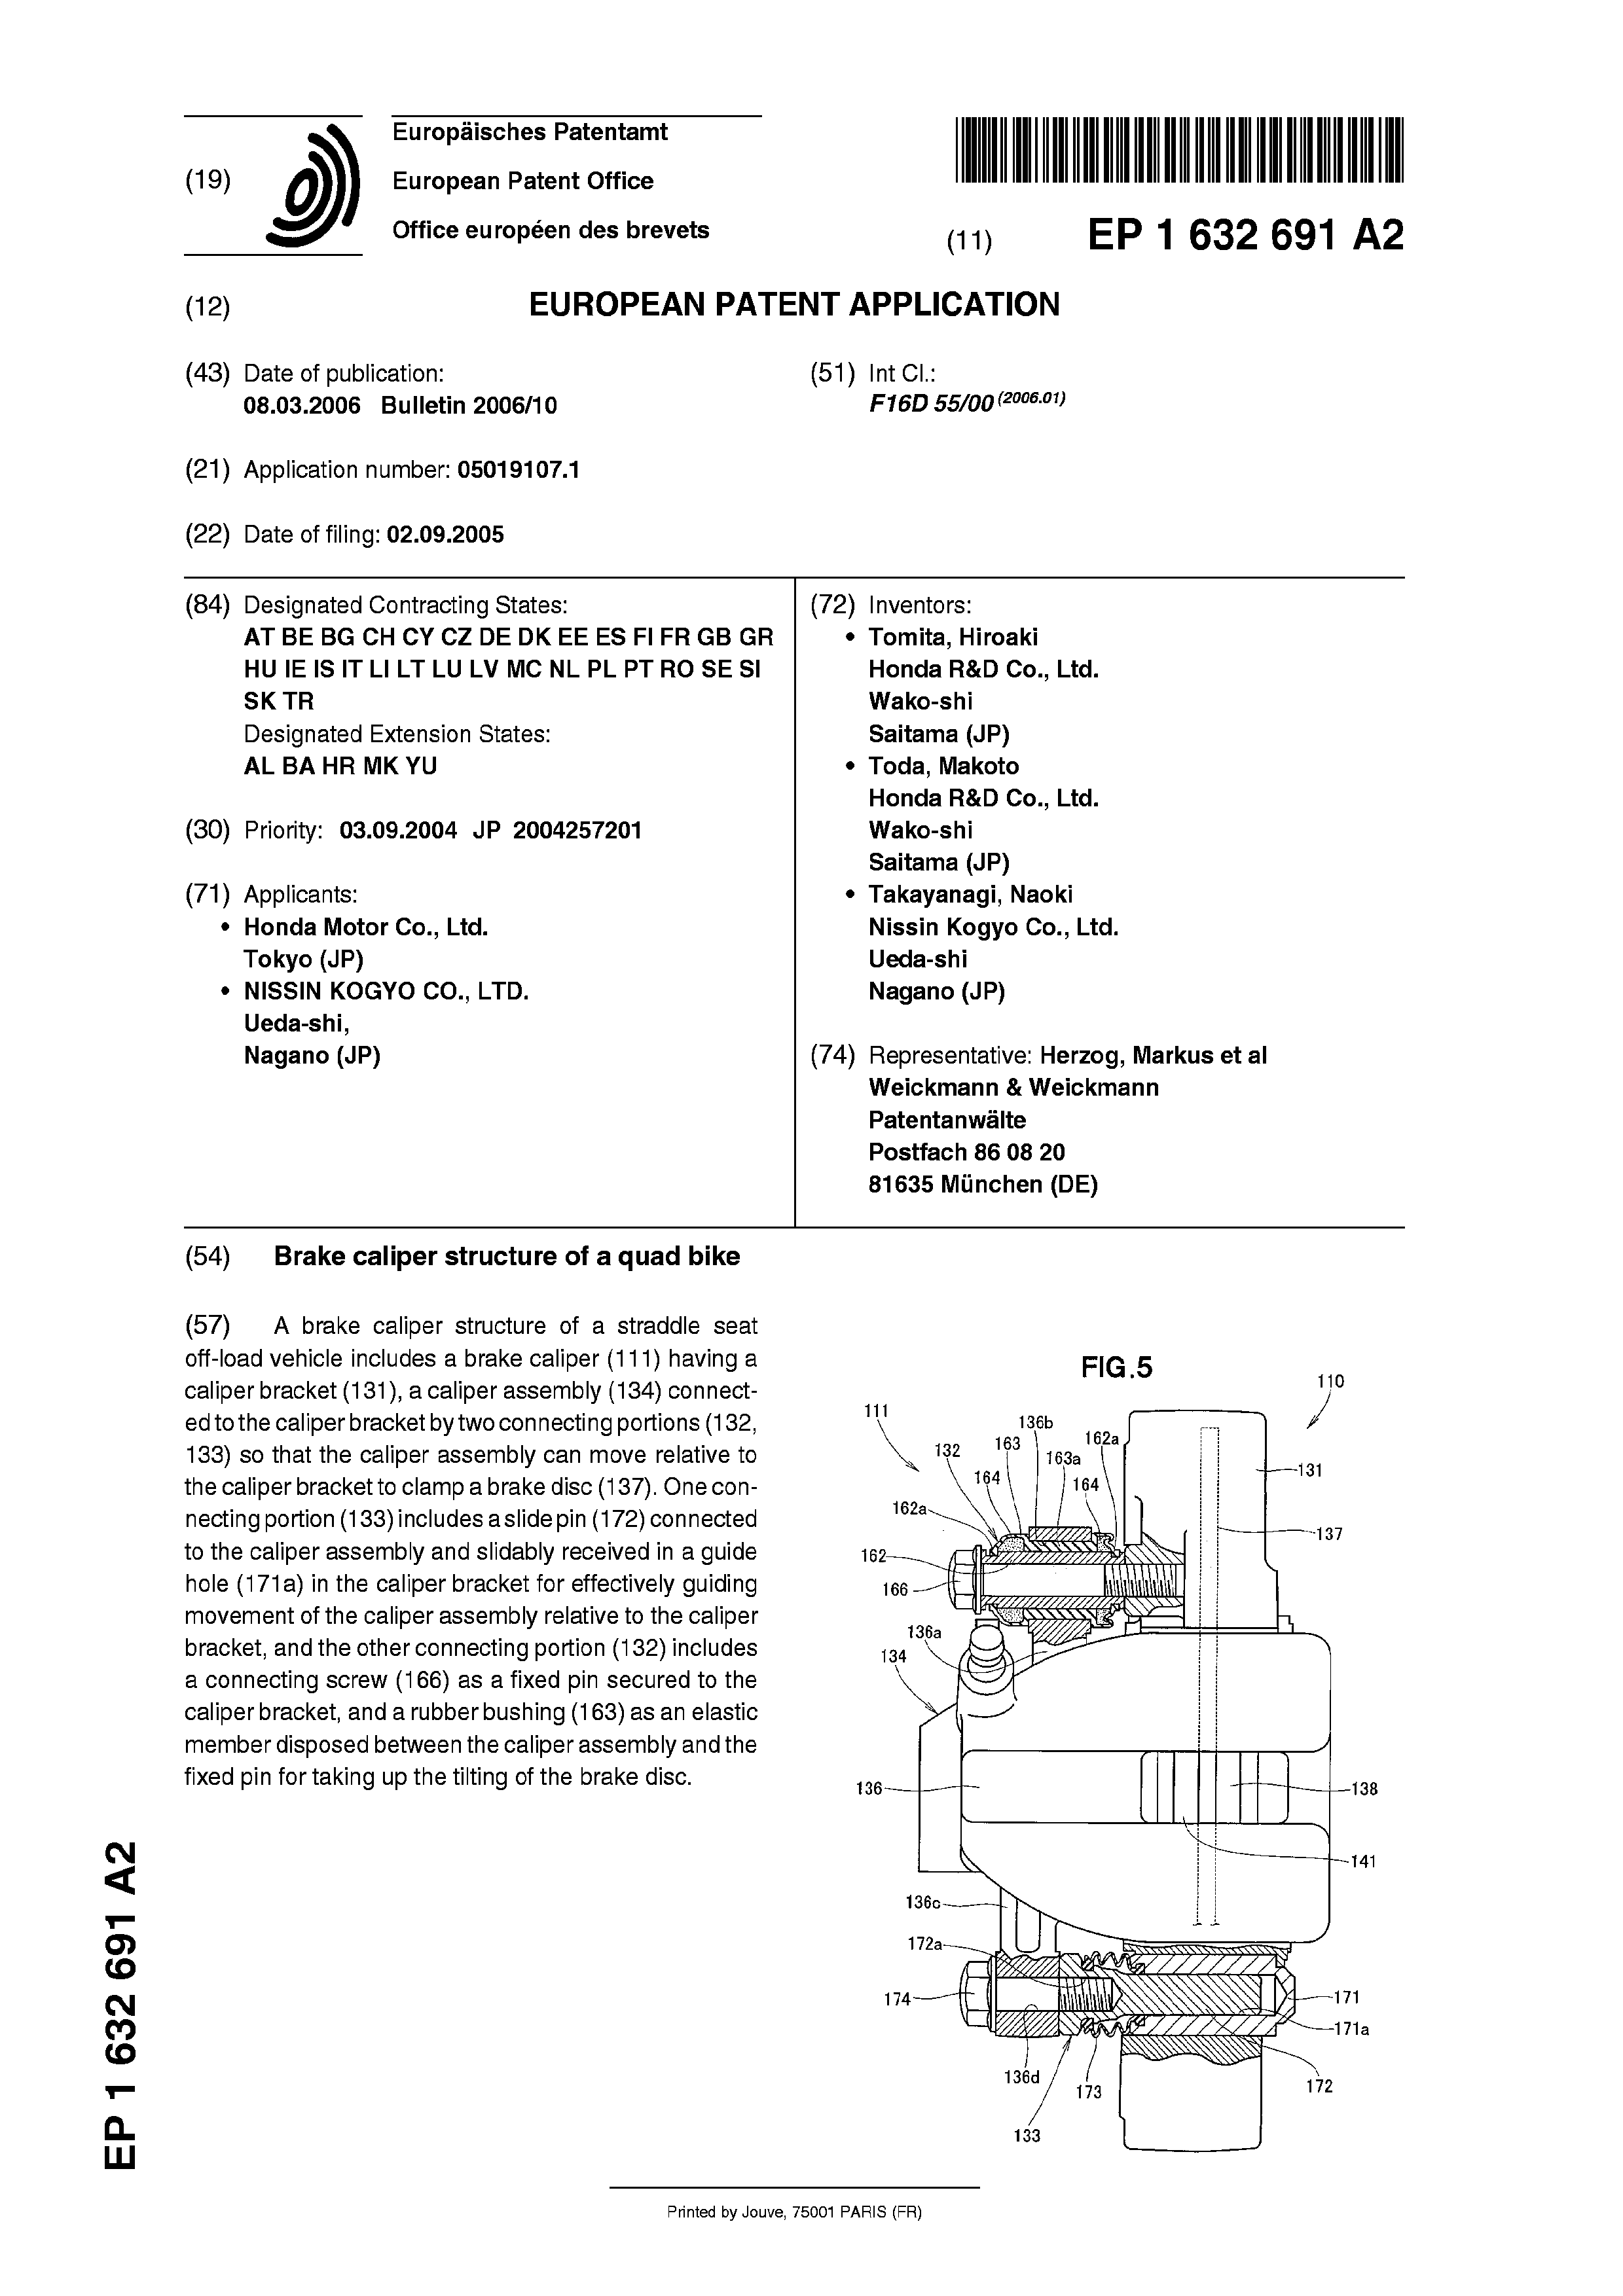 (19)
Europäisches Patentamt
European Patent Office
Office européen des brevets
(11)
EP 1 632 691 A2
(12)
EUROPEAN PATENT APPLICATION
(43) Date of publication:
08.03.2006 Bulletin 2006/10
(51) Int Cl.:
F16D 55/00 (2006.01)
(21) Application number: 05019107.1
(22) Date of filing: 02.09.2005
(84) Designated Contracting States:
AT BE BG CH CY CZ DE DK EE ES FI FR GB GR
HU IE IS IT LI LT LU LV MC NL PL PT RO SE SI
SK TR
Designated Extension States:
AL BA HR MK YU
(30) Priority: 03.09.2004 JP 2004257201
(71) Applicants:
• Honda Motor Co., Ltd.
Tokyo (JP)
• NISSIN KOGYO CO., LTD.
Ueda-shi,
Nagano (JP)
(72) Inventors:
• Tomita, Hiroaki
Honda R&D Co., Ltd.
Wako-shi
Saitama (JP)
• Toda, Makoto
Honda R&D Co., Ltd.
Wako-shi
Saitama (JP)
• Takayanagi, Naoki
Nissin Kogyo Co., Ltd.
Ueda-shi
Nagano (JP)
(74) Representative: Herzog, Markus et al
Weickmann & Weickmann
Patentanwälte
Postfach 86 08 20
81635 München (DE)
(54) Brake caliper structure of a quad bike
(57) A brake caliper structure of a straddle seat
off-load vehicle includes a brake caliper (111) having a
caliper bracket (131), a caliper assembly (134) connect-
ed to the caliper bracket by two connecting portions (132,
133) so that the caliper assembly can move relative to
the caliper bracket to clamp a brake disc (137). One con-
necting portion (133) includes a slide pin (172) connected
to the caliper assembly and slidably received in a guide
hole (171a) in the caliper bracket for effectively guiding
movement of the caliper assembly relative to the caliper
bracket, and the other connecting portion (132) includes
a connecting screw (166) as a fixed pin secured to the
caliper bracket, and a rubber bushing (163) as an elastic
member disposed between the caliper assembly and the
fixed pin for taking up the tilting of the brake disc.
FIG.5
110
111
136b
132
163
162a
163a
131
164
164
162a
137
162
166
136a
134
136
138
141
136c
172a
174
171
171a
136d
173
172
133
EP 1 632 691 A2
Printed by Jouve, 75001 PARIS (FR)